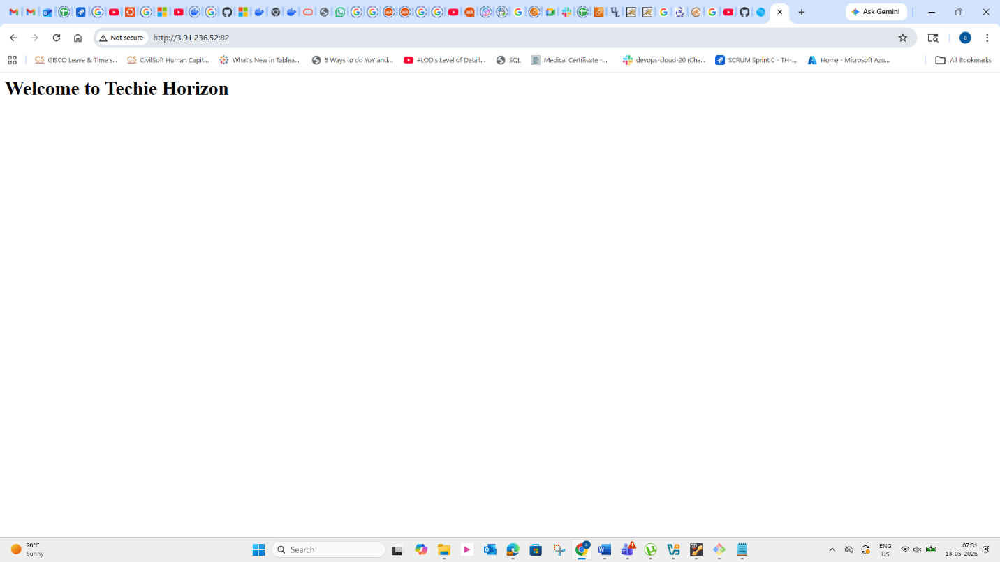 Ask Gemini
Not secure
http://3.91.236.52:82
a
GISCO Leave & Time s...
CivilSoft Human Capit...
What's New in Tablea...
5 Ways to do YoY and...
#LOD's Level of Detail...
SQL
Medical Certificate -...
devops-cloud-20 (Cha...
SCRUM Sprint 0 - TH-...
Home - Microsoft Azu...
All Bookmarks
Welcome to Techie Horizon
28°C
Sunny
Search
ENG
US
07:31
13-05-2026